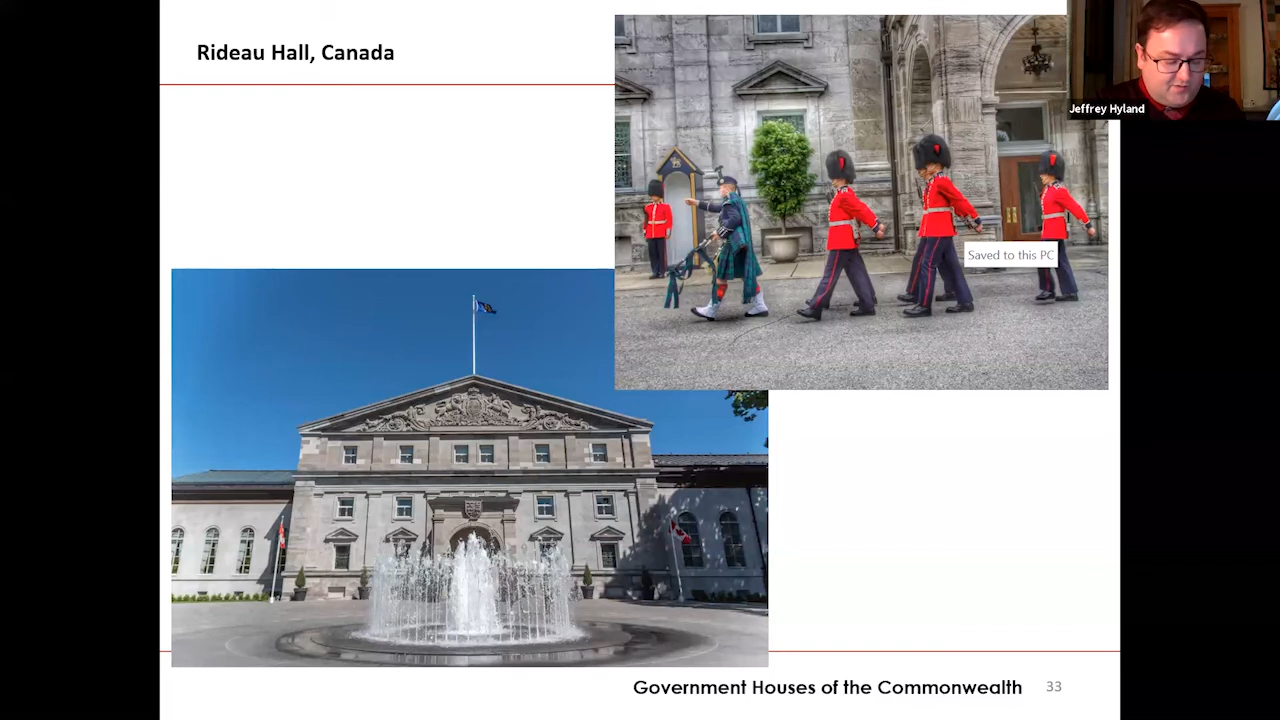 Rideau Hall, Canada
Jeffrey Hyland
Saved to this PC
Government Houses of the Commonwealth
33